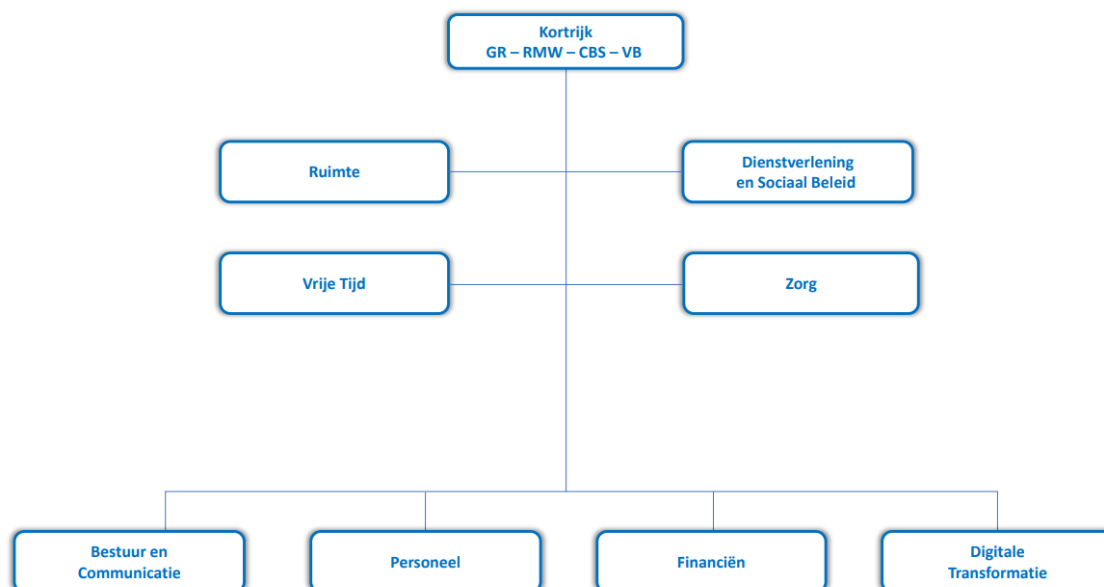 Kortrijk
GR – RMW – CBS – VB
Ruimte
Dienstverlening
en Sociaal Beleid
Vrije Tijd
Zorg
Bestuur en
Communicatie
Personeel
Financiën
Digitale
Transformatie